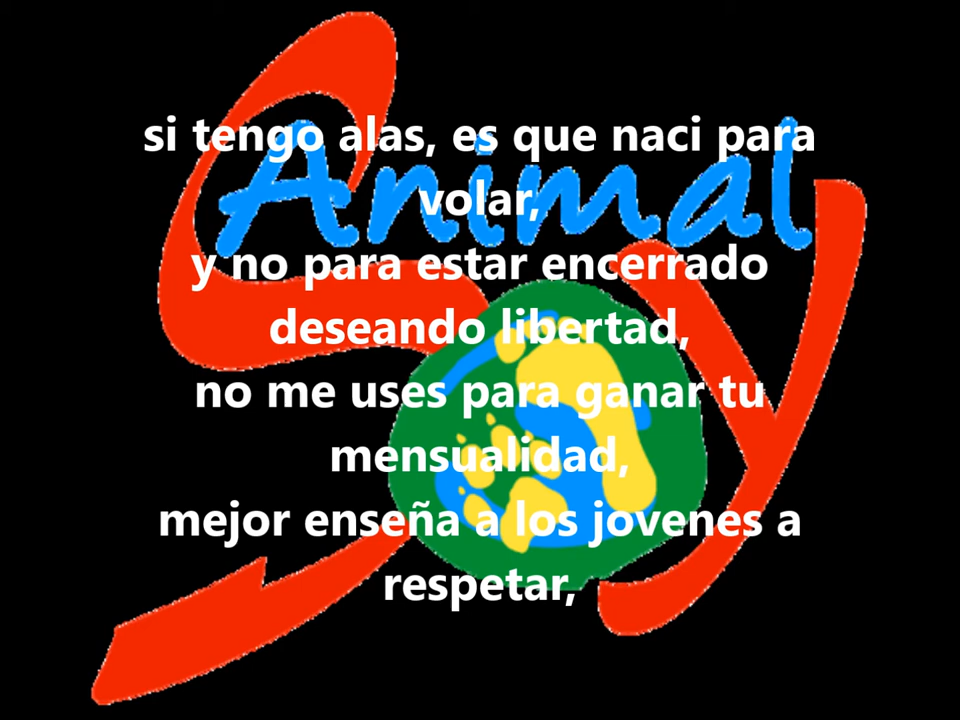 Soy
Animal
si tengo alas, es que naci para
volar,
y no para estar encerrado
deseando libertad,
no me uses para ganar tu
mensualidad,
mejor enseña a los jovenes a
respetar,